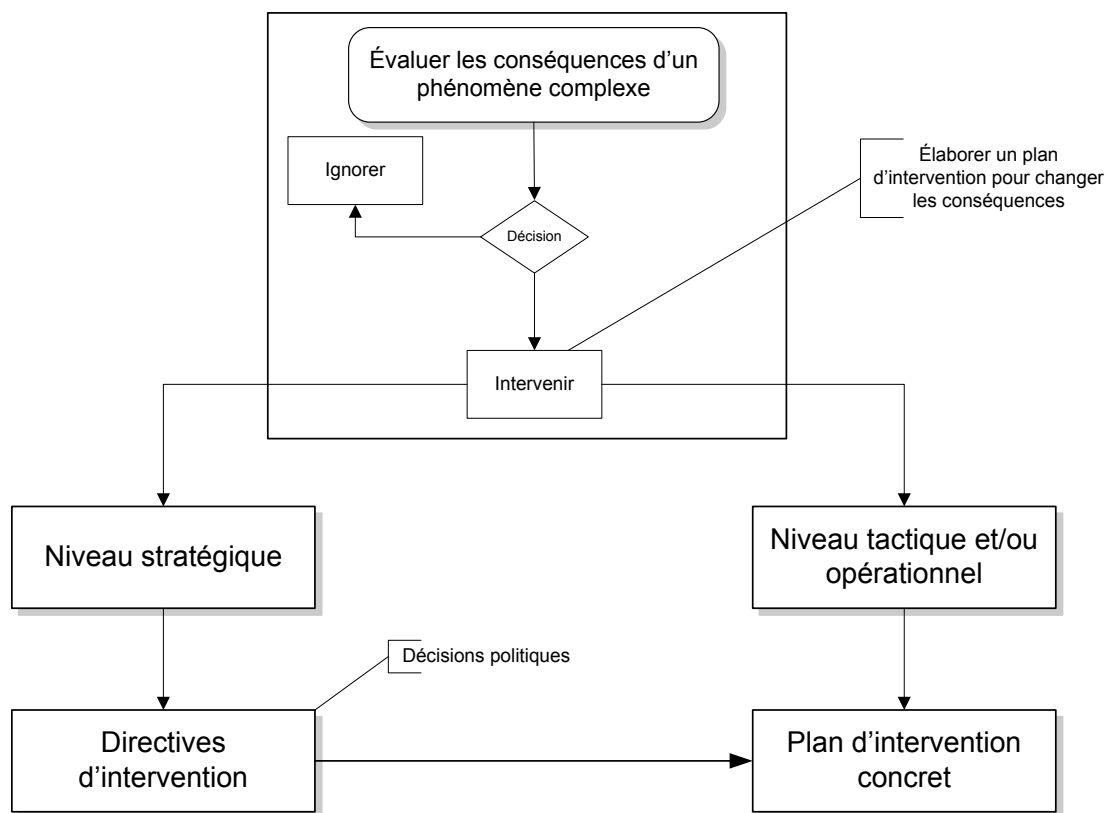 Évaluer les conséquences d’un
phénomène complexe
Ignorer
Élaborer un plan
d’intervention pour changer
les conséquences
Décision
Intervenir
Niveau stratégique
Niveau tactique et/ou
opérationnel
Décisions politiques
Directives
d’intervention
Plan d’intervention
concret